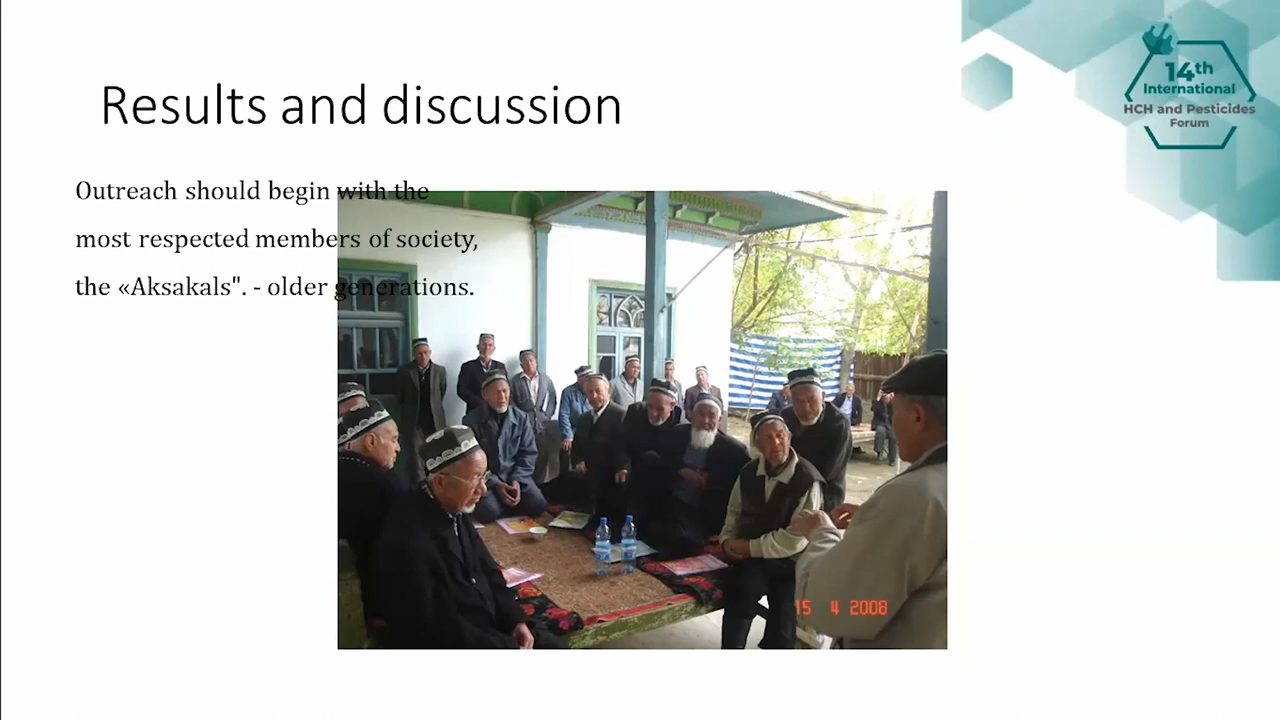 Results and discussion
14th
International
HCH and Pesticides
Forum
Outreach should begin with the
most respected members of society,
the «Aksakals". - older generations.
15 4 2008